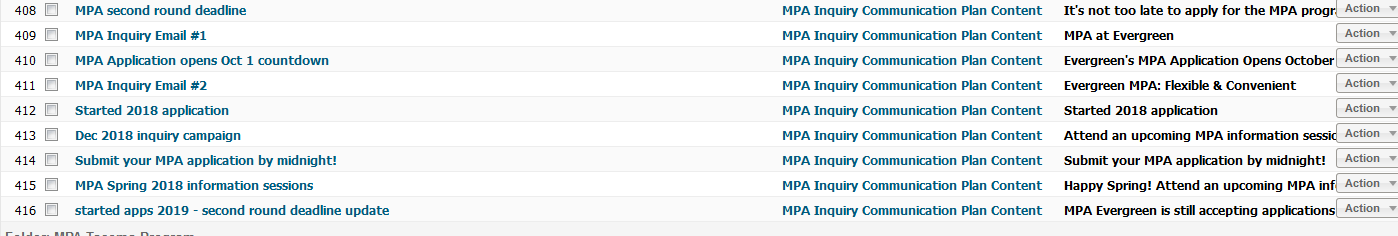 408 MPA second round deadline MPA Inquiry Communication Plan Content It's not too late to apply for the MPA progra Action
409 MPA Inquiry Email #1 MPA Inquiry Communication Plan Content MPA at Evergreen Action
410 MPA Application opens Oct 1 countdown MPA Inquiry Communication Plan Content Evergreen's MPA Application Opens October Action
411 MPA Inquiry Email #2 MPA Inquiry Communication Plan Content Evergreen MPA: Flexible & Convenient Action
412 Started 2018 application MPA Inquiry Communication Plan Content Started 2018 application Action
413 Dec 2018 inquiry campaign MPA Inquiry Communication Plan Content Attend an upcoming MPA information sessio Action
414 Submit your MPA application by midnight! MPA Inquiry Communication Plan Content Submit your MPA application by midnight! Action
415 MPA Spring 2018 information sessions MPA Inquiry Communication Plan Content Happy Spring! Attend an upcoming MPA inf Action
416 started apps 2019 - second round deadline update MPA Inquiry Communication Plan Content MPA Evergreen is still accepting applications Action
Folder: MPA Tacoma Program